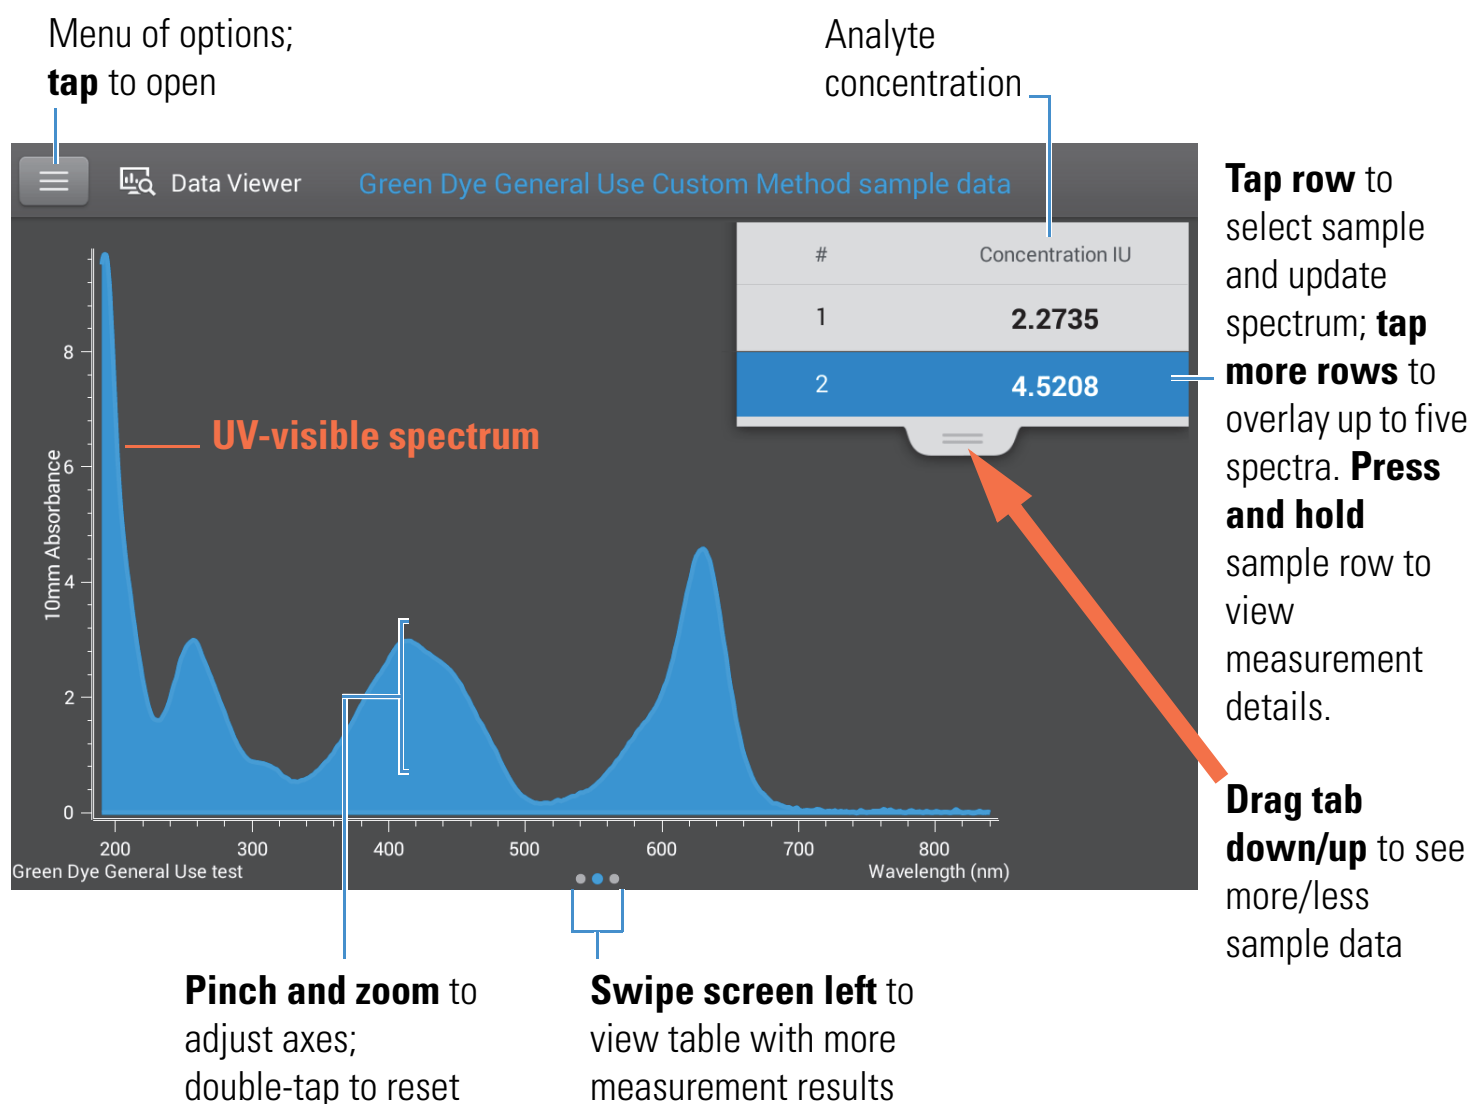 Menu of options;
tap to open
Analyte
concentration
Data Viewer
Green Dye General Use Custom Method sample data
# Concentration IU
1 2.2735
2 4.5208
Tap row to
select sample
and update
spectrum; tap
more rows to
overlay up to five
spectra. Press
and hold
sample row to
view
measurement
details.
Drag tab
down/up to see
more/less
sample data
UV-visible spectrum
10mm Absorbance
8
6
4
2
0
200 300 400 500 600 700 800
Green Dye General Use test
Wavelength (nm)
Pinch and zoom to
adjust axes;
double-tap to reset
Swipe screen left to
view table with more
measurement results